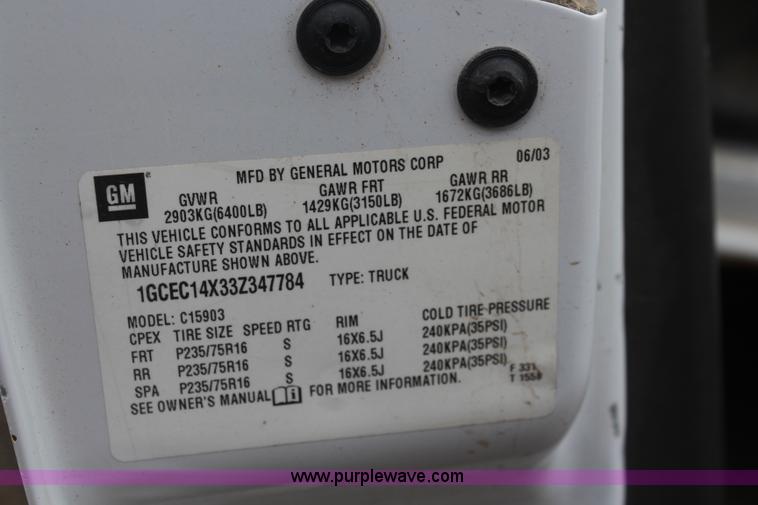 GM
MFD BY GENERAL MOTORS CORP 06/03
GVWR GAWR FRT GAWR RR
2903KG(6400LB) 1429KG(3150LB) 1672KG(3686LB)
THIS VEHICLE CONFORMS TO ALL APPLICABLE U.S. FEDERAL MOTOR
VEHICLE SAFETY STANDARDS IN EFFECT ON THE DATE OF
MANUFACTURE SHOWN ABOVE.
1GCEC14X33Z347784 TYPE: TRUCK
MODEL: C15903
CPEX TIRE SIZE SPEED RTG RIM COLD TIRE PRESSURE
FRT P235/75R16 S 16X6.5J 240KPA(35PSI)
RR P235/75R16 S 16X6.5J 240KPA(35PSI)
SPA P235/75R16 S 16X6.5J 240KPA(35PSI)
SEE OWNER'S MANUAL FOR MORE INFORMATION.
F 331
T 1558
www.purplewave.com